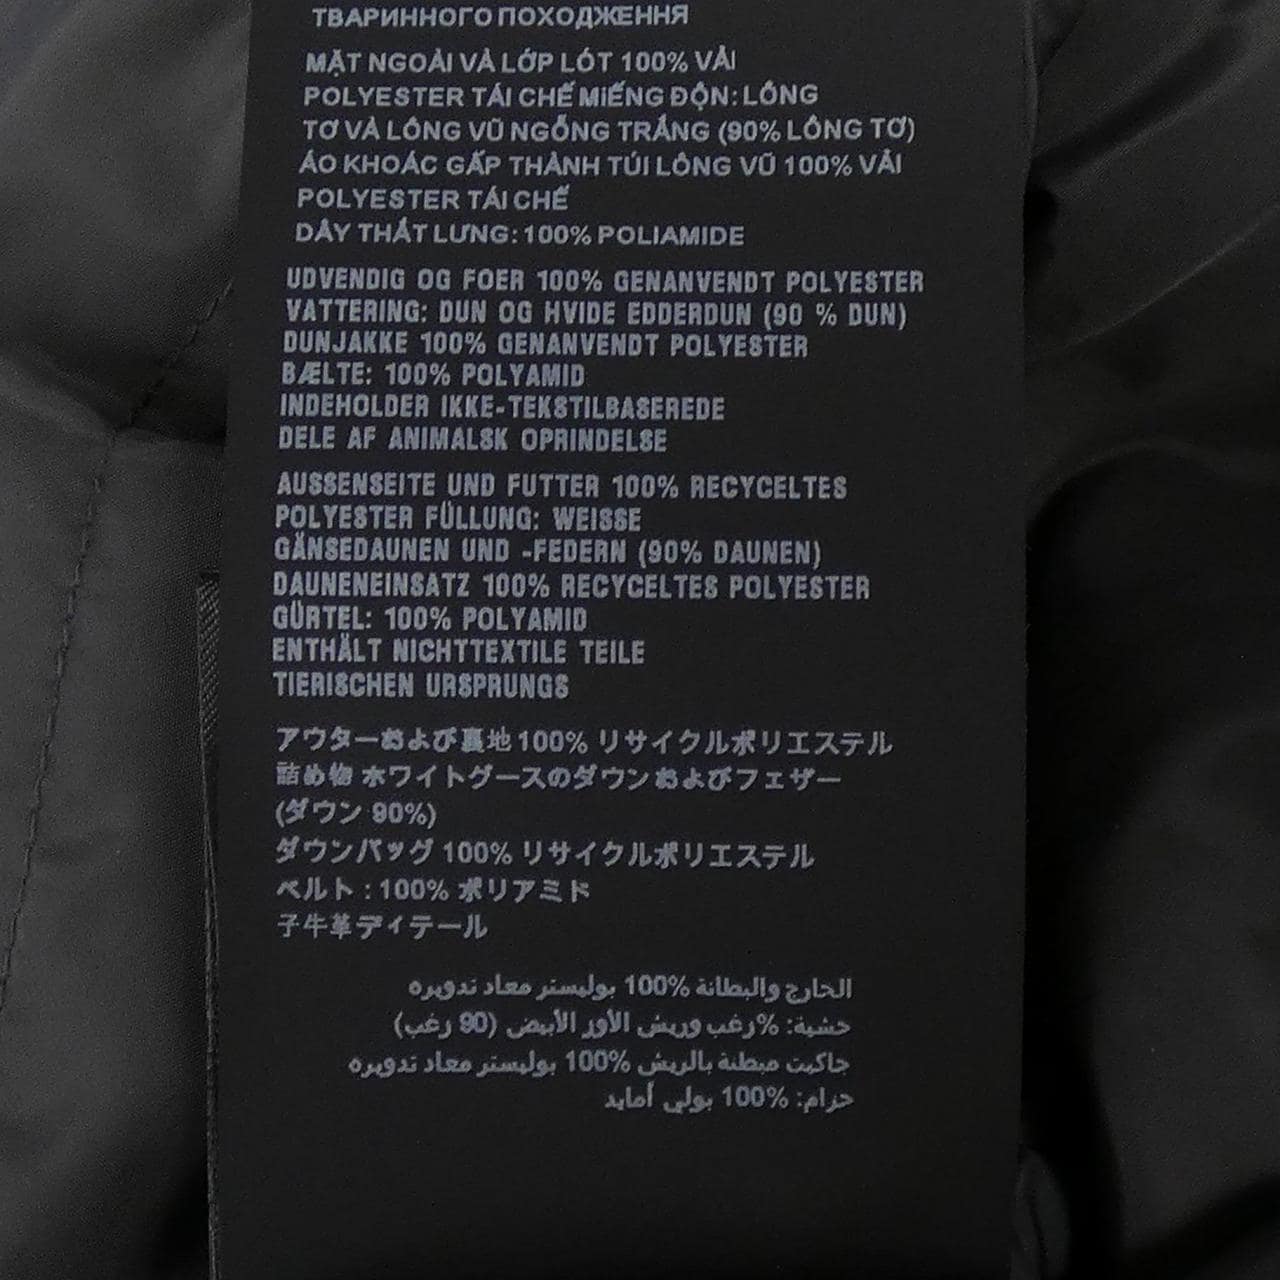 ТВАРИННОГО ПОХОДЖЕННЯ
MẶT NGOÀI VÀ LỚP LÓT 100% VẢI
POLYESTER TÁI CHẾ MIẾNG ĐỘN: LÔNG
TƠ VÀ LÔNG VŨ NGỖNG TRẮNG (90% LÔNG TƠ)
ÁO KHOÁC GẤP THÀNH TÚI LÔNG VŨ 100% VẢI
POLYESTER TÁI CHẾ
DÂY THẮT LƯNG: 100% POLIAMIDE
UDVENDIG OG FOER 100% GENANVENDT POLYESTER
VATTERING: DUN OG HVIDE EDDERDUN (90 % DUN)
DUNJAKKE 100% GENANVENDT POLYESTER
BÆLTE: 100% POLYAMID
INDEHOLDER IKKE-TEKSTILBASEREDE
DELE AF ANIMALSK OPRINDELSE
AUSSENSEITE UND FUTTER 100% RECYCELTES
POLYESTER FÜLLUNG: WEISSE
GÄNSEDAUNEN UND -FEDERN (90% DAUNEN)
DAUNENEINSATZ 100% RECYCELTES POLYESTER
GÜRTEL: 100% POLYAMID
ENTHÄLT NICHTTEXTILE TEILE
TIERISCHEN URSPRUNGS
アウターおよび裏地100% リサイクルポリエステル
詰め物 ホワイトグースのダウンおよびフェザー
(ダウン 90%)
ダウンバッグ 100% リサイクルポリエステル
ベルト : 100% ポリアミド
子牛革ディテール
الخارج والبطانة 100% بوليستر معاد تدويره
حشية: %رغب وريش الأوز الأبيض (90 رغب)
جاكيت مبطنة بالريش 100% بوليستر معاد تدويره
حزام: 100% بولي أمايد